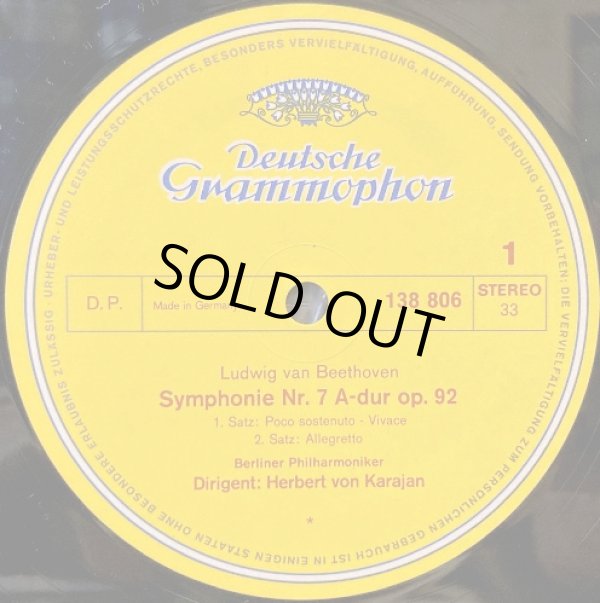 URHEBER- UND LEISTUNGSSCHUTZRECHTE, BESONDERS VERVIELFÄLTIGUNG, AUFFÜHRUNG, SENDUNG VORBEHALTEN; DIE VERVIELFÄLTIGUNG ZUM PERSÖNLICHEN GEBRAUCH IST IN EINIGEN STAATEN OHNE BESONDERE ERLAUBNIS ZULÄSSIG -
Deutsche
Grammophon
1
D. P.
Made in Germany
138 806
STEREO
33
SOLD OUT
Ludwig van Beethoven
Symphonie Nr. 7 A-dur op. 92
1. Satz: Poco sostenuto - Vivace
2. Satz: Allegretto
Berliner Philharmoniker
Dirigent: Herbert von Karajan
*